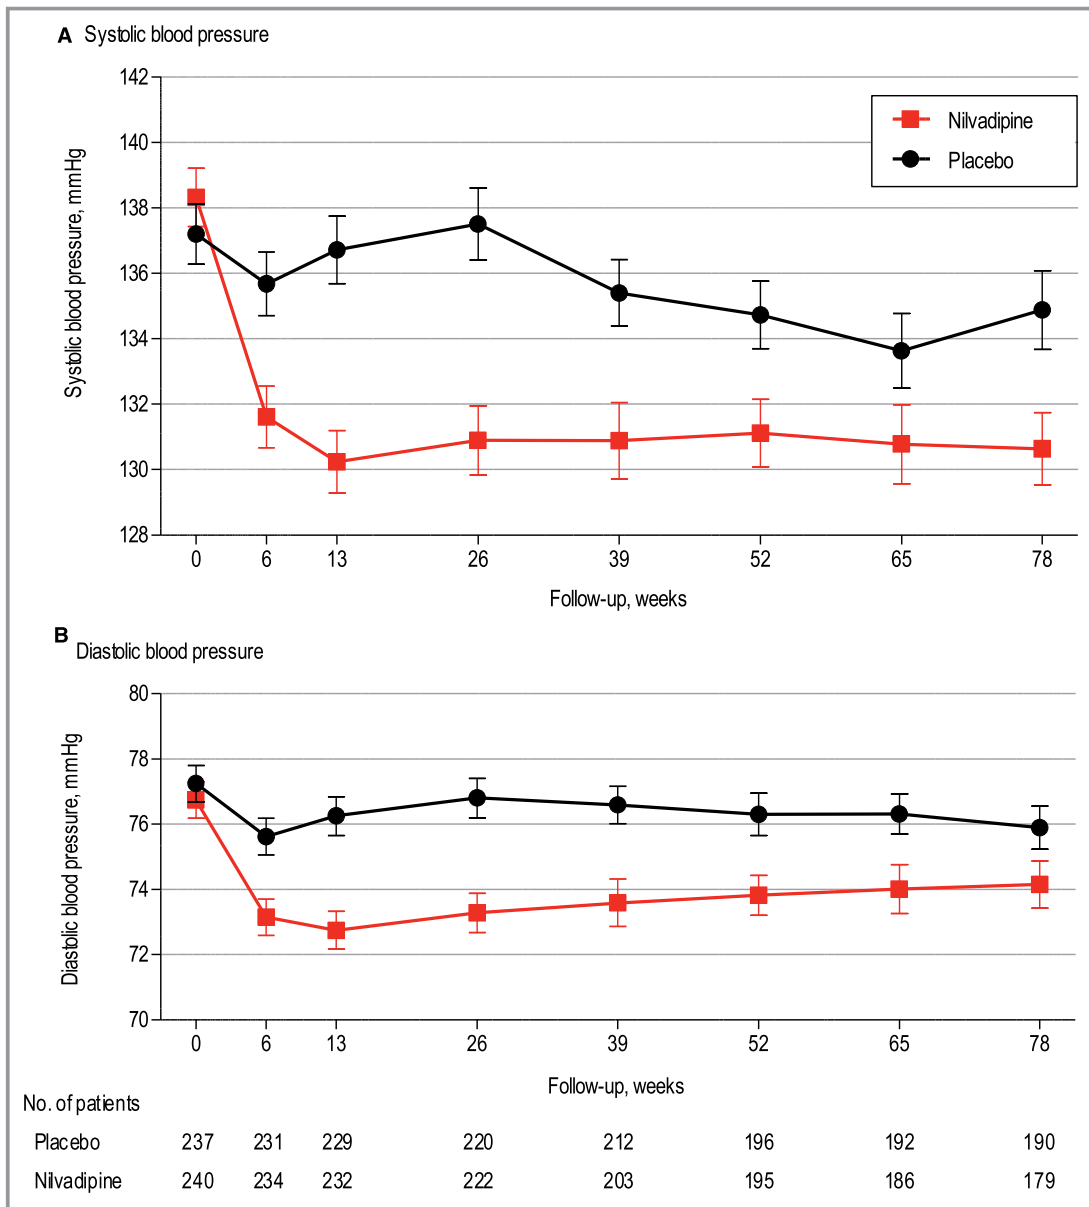 A Systolic blood pressure
142
140
138
136
134
132
130
128
Systolic blood pressure, mmHg
Nilvadipine
Placebo
0 6 13 26 39 52 65 78
Follow-up, weeks
B
Diastolic blood pressure
80
78
76
74
72
70
Diastolic blood pressure, mmHg
0 6 13 26 39 52 65 78
Follow-up, weeks
No. of patients
Placebo 237 231 229 220 212 196 192 190
Nilvadipine 240 234 232 222 203 195 186 179